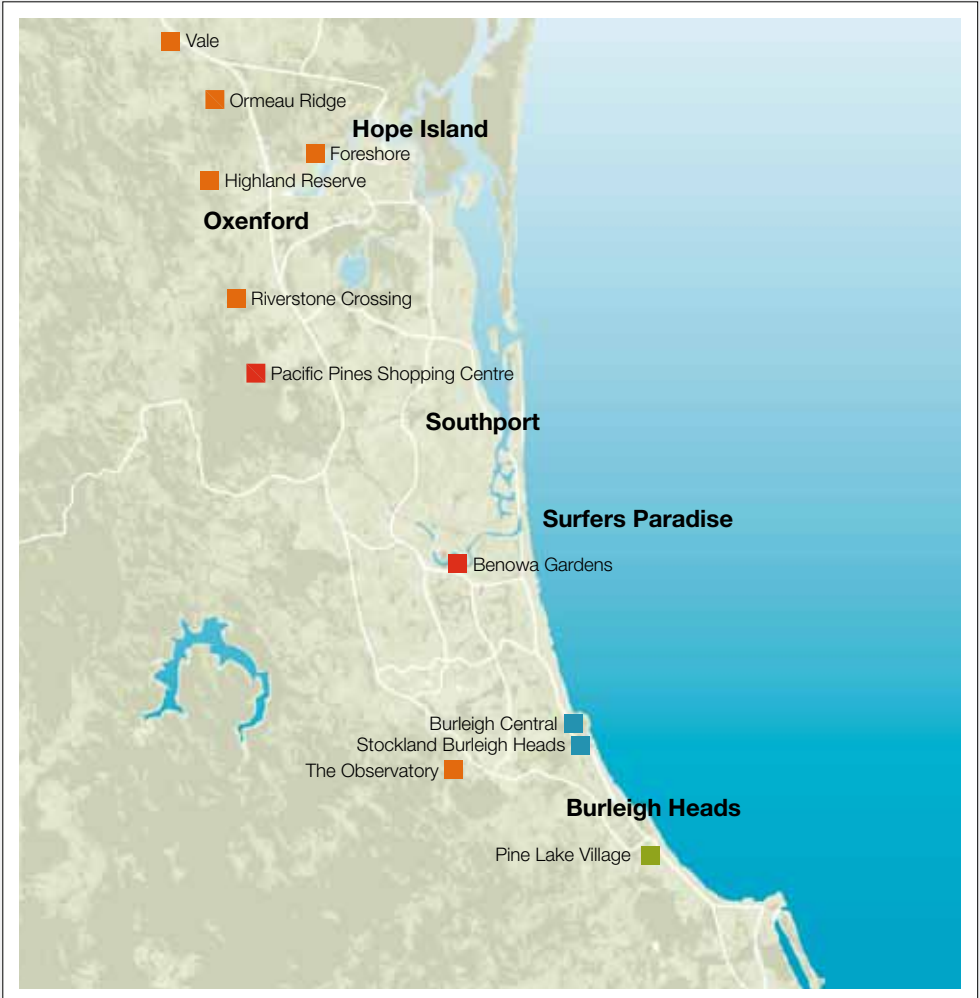 Vale
Ormeau Ridge
Hope Island
Foreshore
Highland Reserve
Oxenford
Riverstone Crossing
Pacific Pines Shopping Centre
Southport
Surfers Paradise
Benowa Gardens
Burleigh Central
Stockland Burleigh Heads
The Observatory
Burleigh Heads
Pine Lake Village